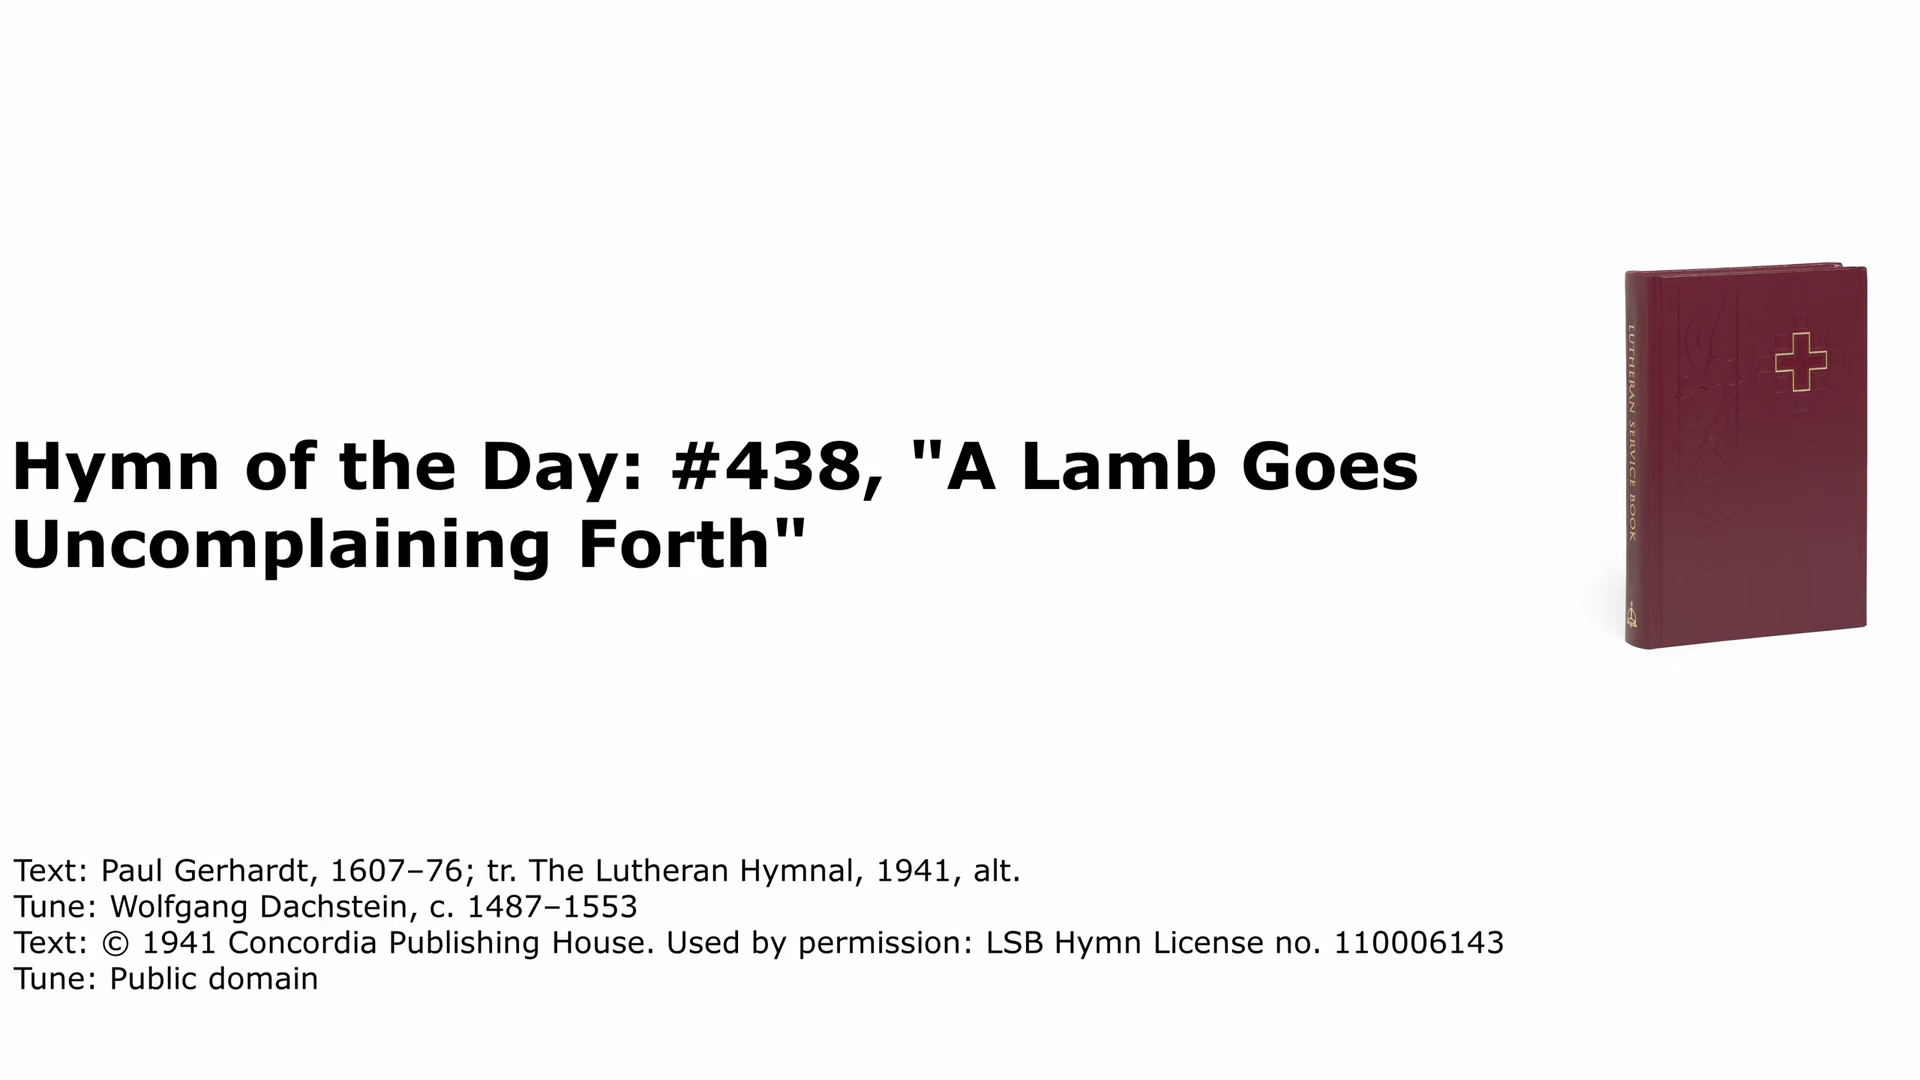 Hymn of the Day: #438, "A Lamb Goes
Uncomplaining Forth"
LUTHERAN SERVICE BOOK
Text: Paul Gerhardt, 1607–76; tr. The Lutheran Hymnal, 1941, alt.
Tune: Wolfgang Dachstein, c. 1487–1553
Text: © 1941 Concordia Publishing House. Used by permission: LSB Hymn License no. 110006143
Tune: Public domain